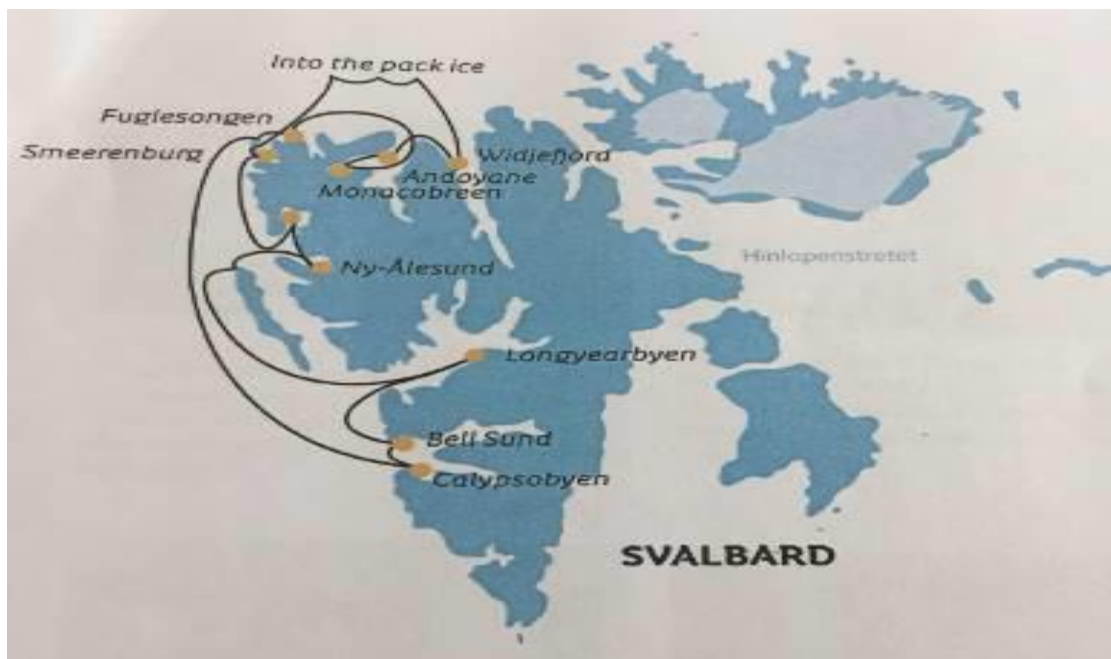 Into the pack ice
Fuglesongen
Smeerenburg
Widjefjord
Andoyane
Monacobreen
Ny-Ålesund
Hinlopenstretet
Longyearbyen
Bell Sund
Calypsobyen
SVALBARD